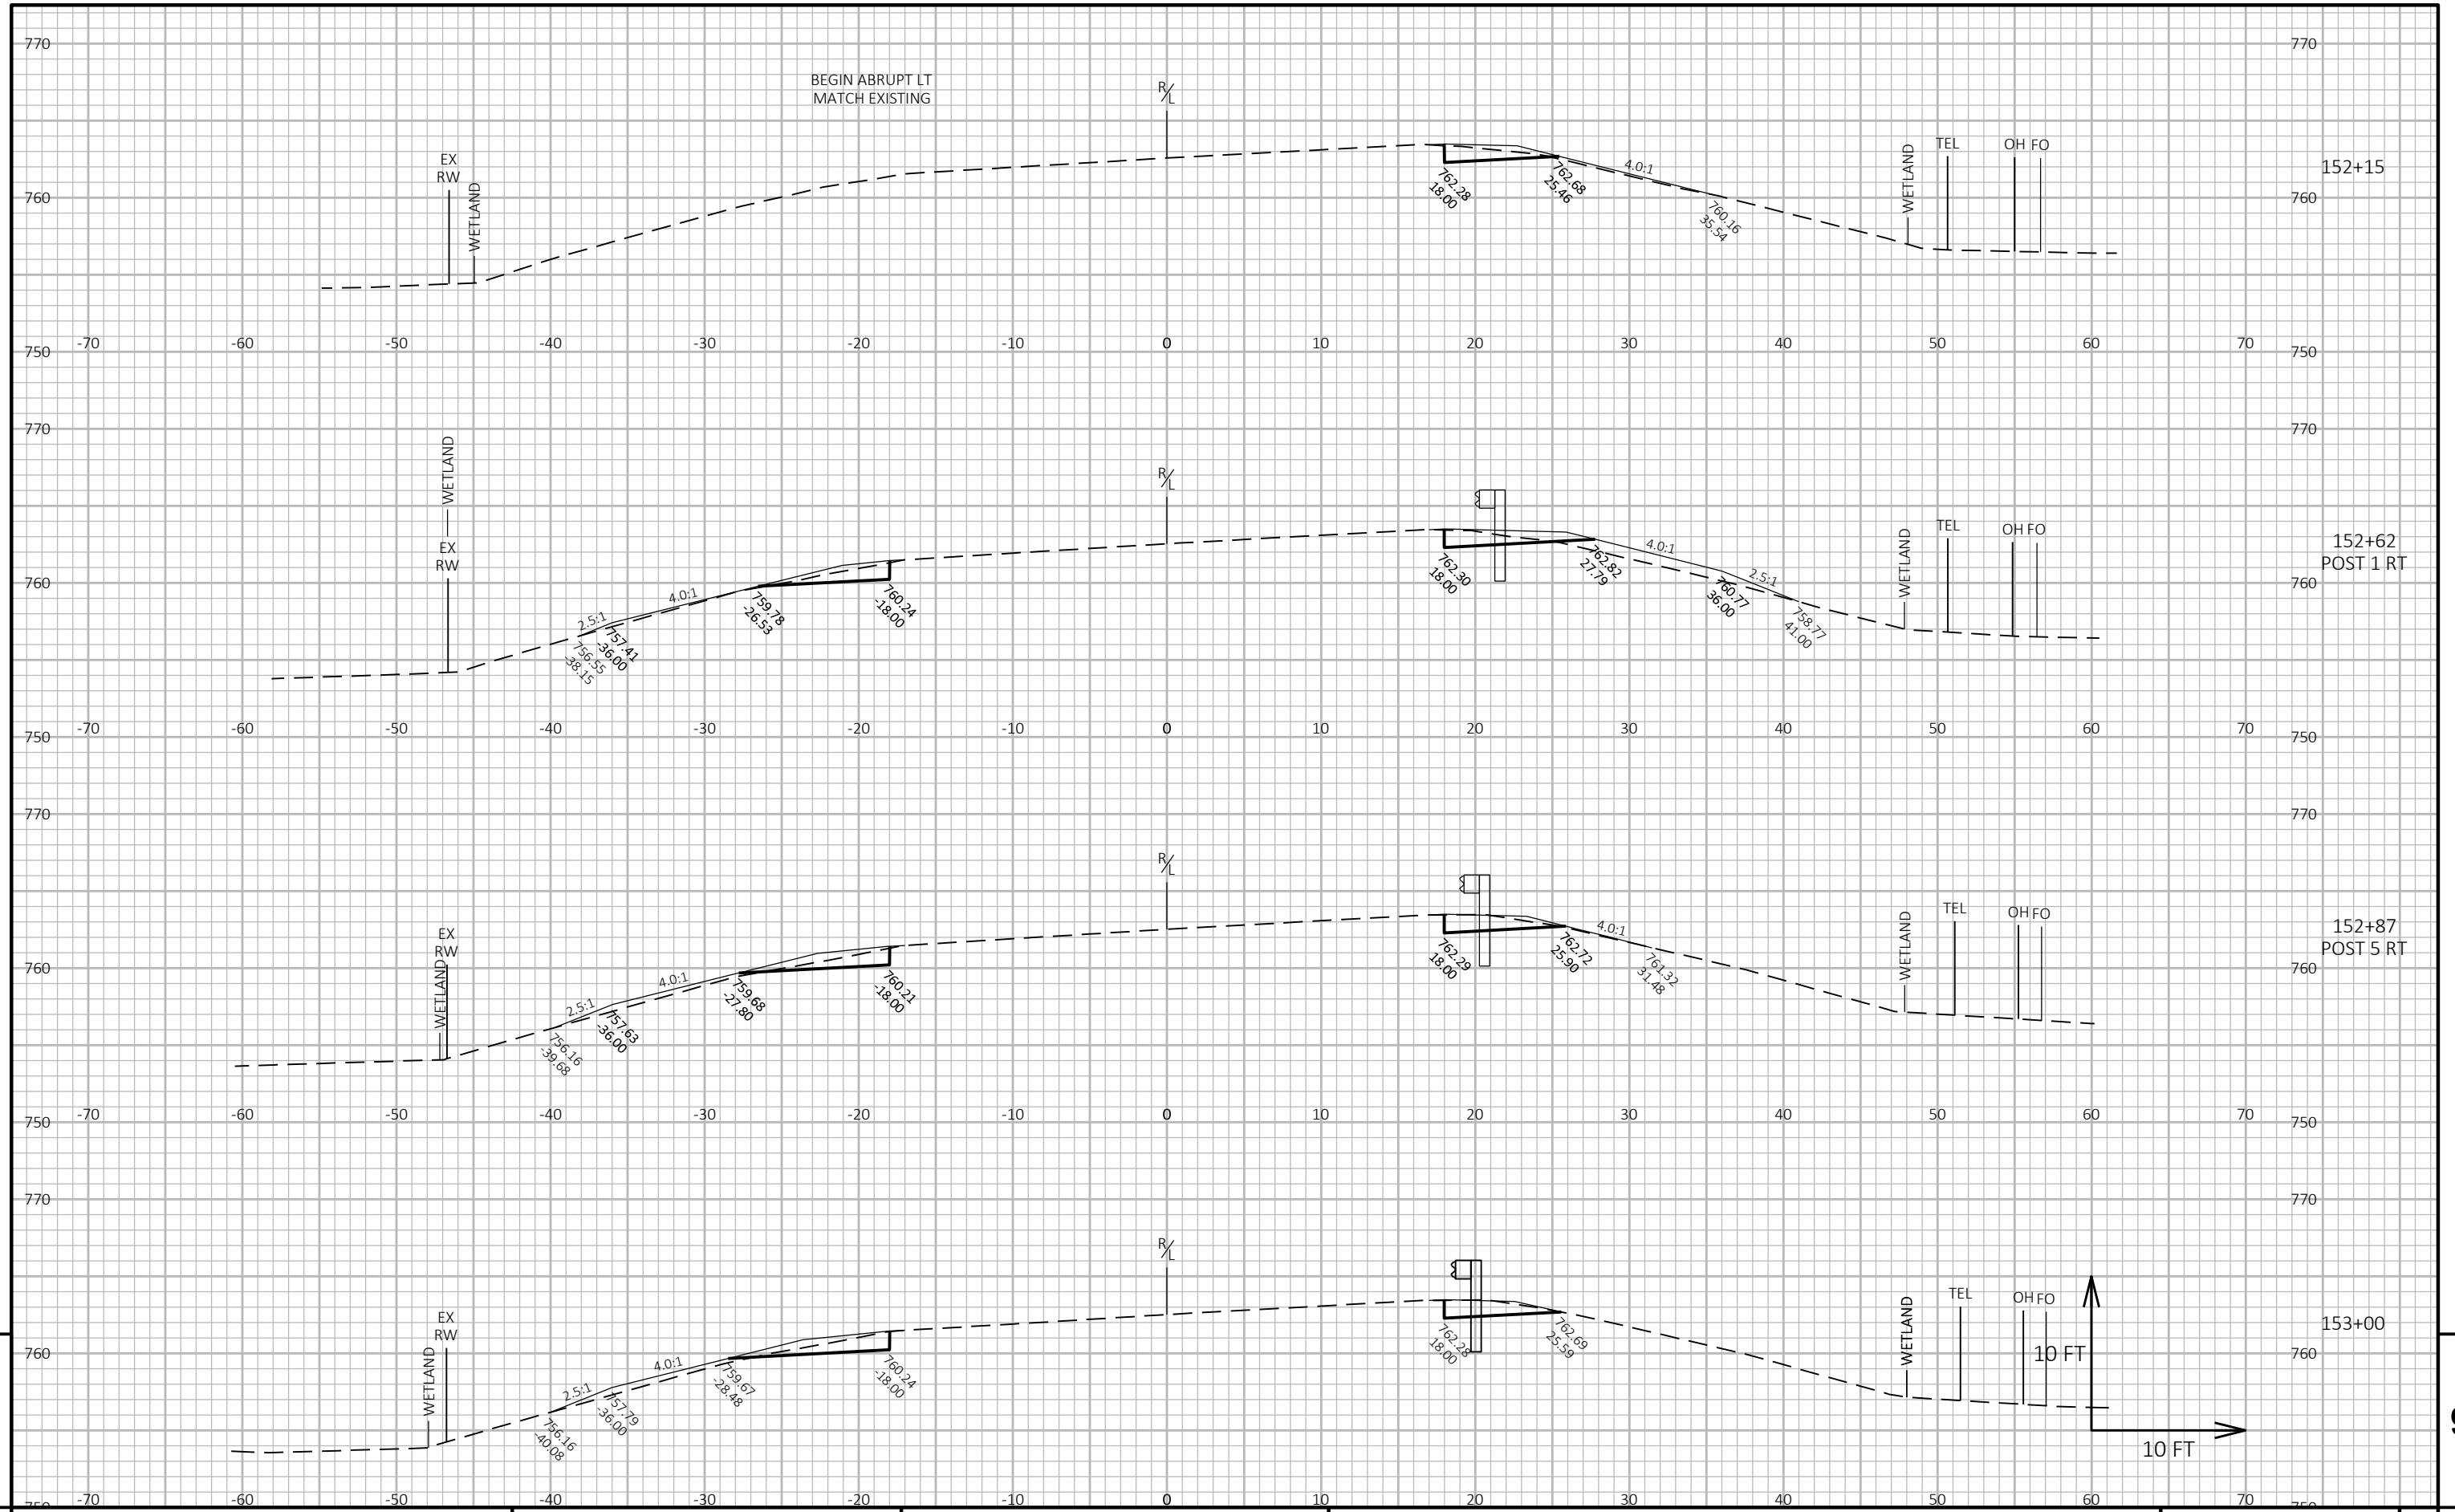 770
770
BEGIN ABRUPT LT
MATCH EXISTING
R/L
EX
RW
WETLAND
4.0:1
WETLAND
TEL
OH FO
152+15
760
760
762.28
18.00
762.68
25.46
760.16
35.54
750 -70 -60 -50 -40 -30 -20 -10 0 10 20 30 40 50 60 70 750
770
770
WETLAND
EX
RW
R/L
2.5:1
4.0:1
4.0:1
2.5:1
WETLAND
TEL
OH FO
152+62
POST 1 RT
760
760
756.55
-38.15
757.41
-36.00
759.78
-26.53
760.24
-18.00
762.30
18.00
762.82
27.79
760.77
36.00
758.77
41.00
750 -70 -60 -50 -40 -30 -20 -10 0 10 20 30 40 50 60 70 750
770
770
R/L
EX
RW
WETLAND
2.5:1
4.0:1
4.0:1
WETLAND
TEL
OH FO
152+87
POST 5 RT
760
760
756.16
-39.68
757.63
-36.00
759.68
-27.80
760.21
-18.00
762.29
18.00
762.72
25.90
761.32
31.48
750 -70 -60 -50 -40 -30 -20 -10 0 10 20 30 40 50 60 70 750
770
770
R/L
EX
RW
WETLAND
2.5:1
4.0:1
WETLAND
TEL
OH FO
153+00
760
760
756.16
-40.08
757.79
-36.00
759.67
-28.48
760.24
-18.00
762.28
18.00
762.69
25.59
10 FT
10 FT
-70 -60 -50 -40 -30 -20 -10 0 10 20 30 40 50 60 70